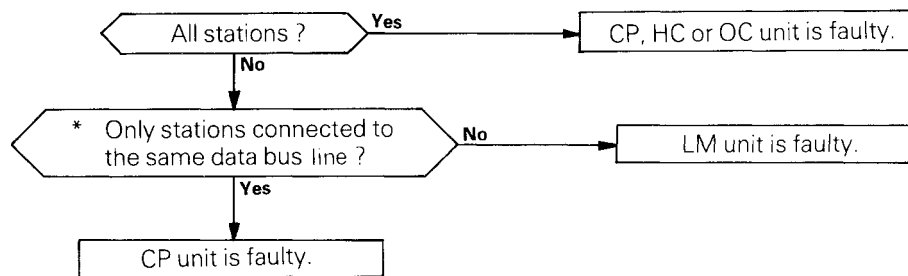 All stations ?
Yes
CP, HC or OC unit is faulty.
No
* Only stations connected to
the same data bus line ?
No
LM unit is faulty.
Yes
CP unit is faulty.